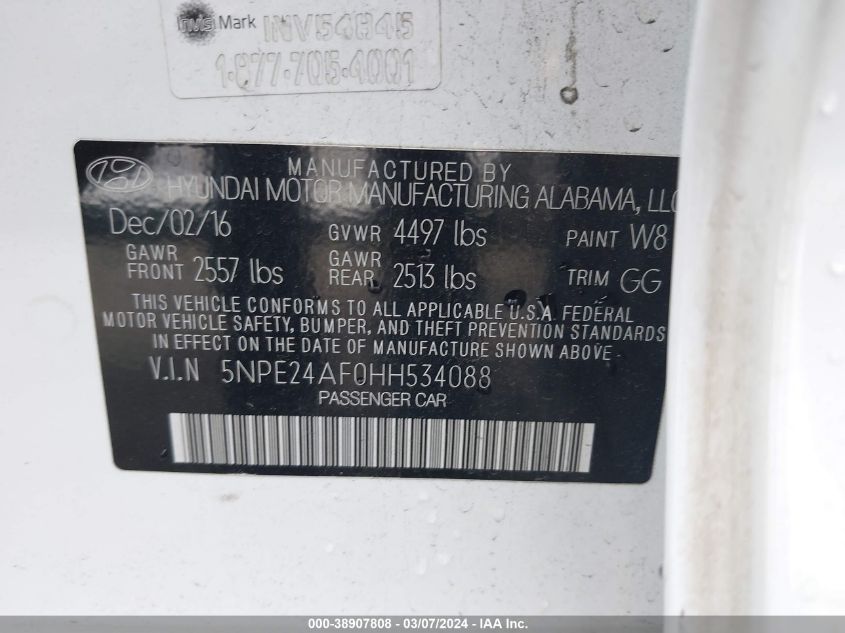 Invisi Mark INV54845
1-877-705-4001
MANUFACTURED BY
HYUNDAI MOTOR MANUFACTURING ALABAMA, LLC
Dec/02/16 GVWR 4497 lbs PAINT W8
GAWR FRONT 2557 lbs GAWR REAR 2513 lbs TRIM GG
THIS VEHICLE CONFORMS TO ALL APPLICABLE U.S.A. FEDERAL
MOTOR VEHICLE SAFETY, BUMPER, AND THEFT PREVENTION STANDARDS
IN EFFECT ON THE DATE OF MANUFACTURE SHOWN ABOVE.
V.I.N 5NPE24AF0HH534088
PASSENGER CAR
000-38907808 - 03/07/2024 - IAA Inc.